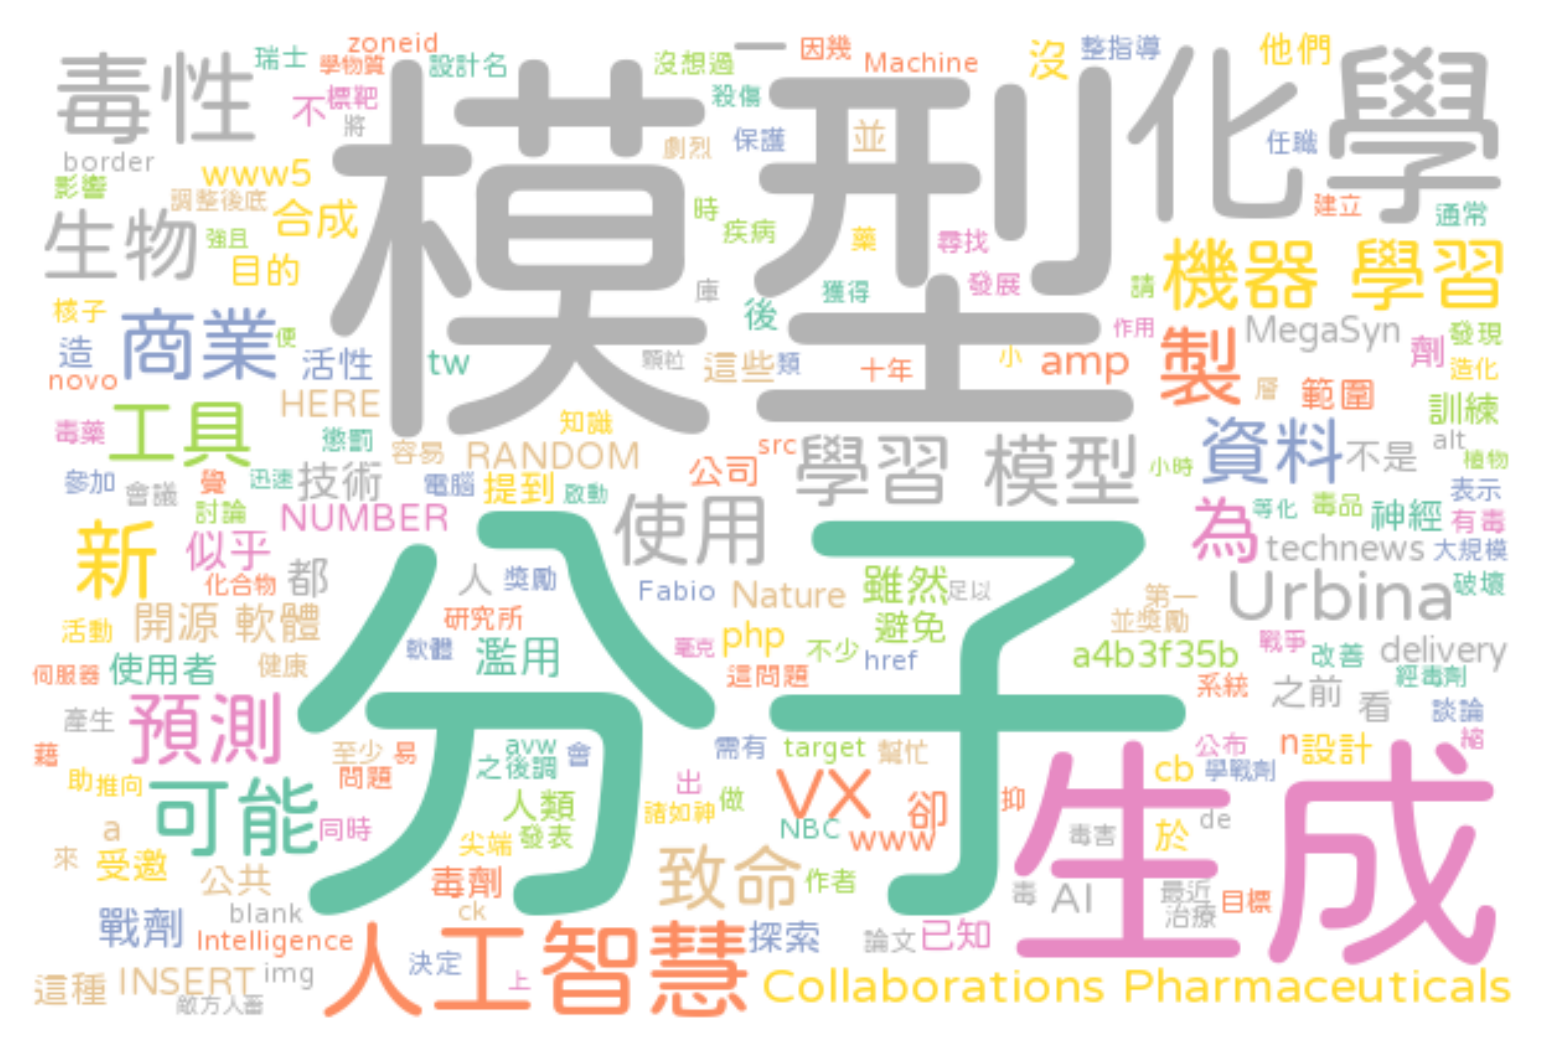 zoneid
瑞士
學物質
設計名
沒想過
一
因幾
Machine
沒
整指導
他們
毒性
不
標靶
將
殺傷
模型
化學
border
劇烈
保護
並
任職
影響
www5
調整後底
合成
時
疾病
藥
尋找
建立
通常
生物
強且
目的
庫
後
獲得
發展
請
機器 學習
核子
商業
便
造
活性
tw
顆粒
這些
類
十年
小
amp
作用
製
MegaSyn
劑
發現
造化
novo
HERE
層
範圍
訓練
毒藥
工具
懲罰
容易
知識
RANDOM
src
公司
學習 模型
小時
資料
不是
alt
植物
參加
會議
覺
迅速
技術
電腦
提到
啟動
討論
NUMBER
使用
為
等化
毒品
神經
表示
有毒
新
似乎
technews
大規模
化合物
都
人
獎勵
Fabio
Nature
雖然
足以
第一
並獎勵
Urbina
破壞
活動
開源 軟體
研究所
軟體
濫用
毫克
php
不少
避免
href
a4b3f35b
戰爭
改善
delivery
伺服器
使用者
健康
這問題
系統
之前
經毒劑
看
談論
產生
預測
分子
藉
至少
易
avw
之後調
會
需有
target
幫忙
公布
n
設計
縮
助
推向
問題
出
cb
學戰劑
可能
同時
人類
發表
諸如神
做
VX
NBC
www
卻
抑
生成
a
來
受邀
尖端
毒害
於
de
公共
毒劑
致命
作者
毒
AI
最近
治療
目標
戰劑
blank
ck
Intelligence
人工智慧
探索
論文
已知
決定
上
這種
INSERT
img
敵方人畜
Collaborations Pharmaceuticals